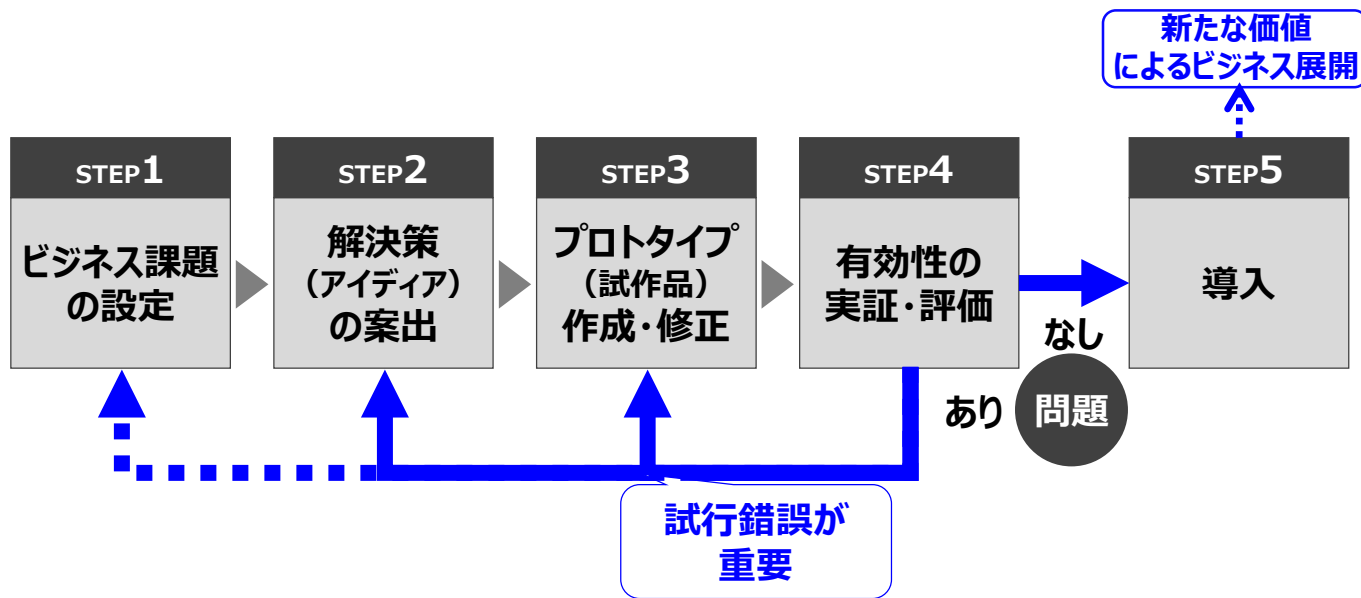 新たな価値
によるビジネス展開
STEP1
ビジネス課題
の設定
STEP2
解決策
（アイディア）
の案出
STEP3
プロトタイプ
（試作品）
作成・修正
STEP4
有効性の
実証・評価
STEP5
導入
なし
あり
問題
試行錯誤が
重要